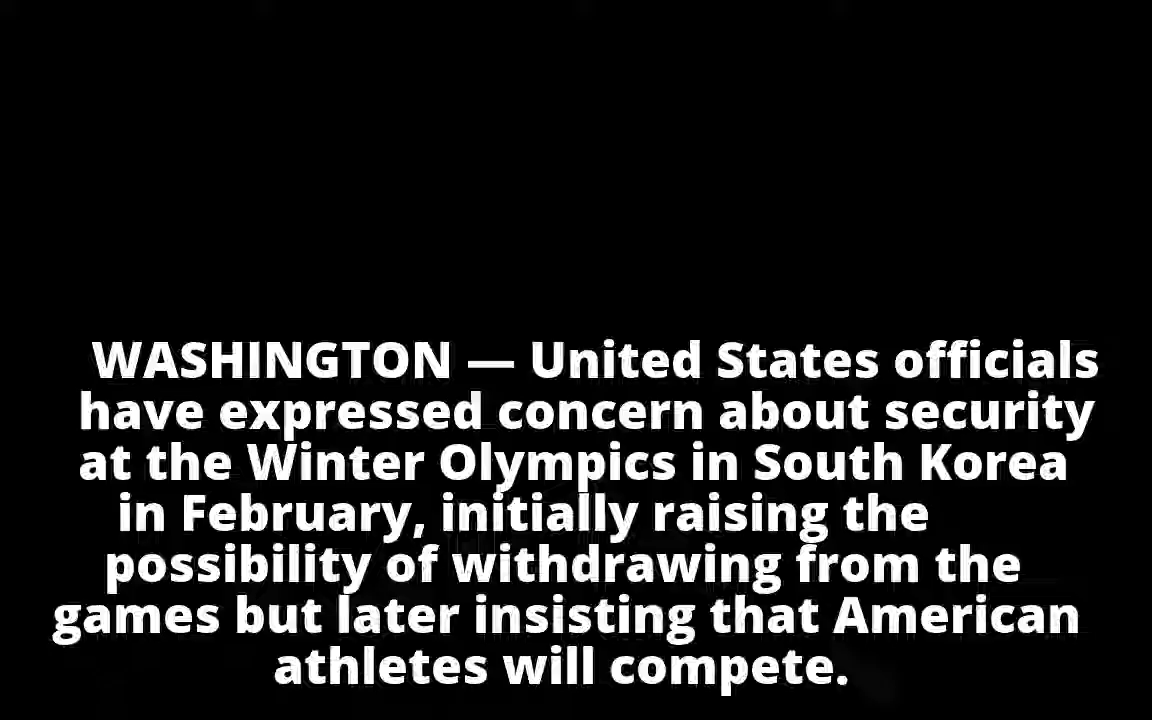 WASHINGTON — United States officials
have expressed concern about security
at the Winter Olympics in South Korea
in February, initially raising the
possibility of withdrawing from the
games but later insisting that American
athletes will compete.